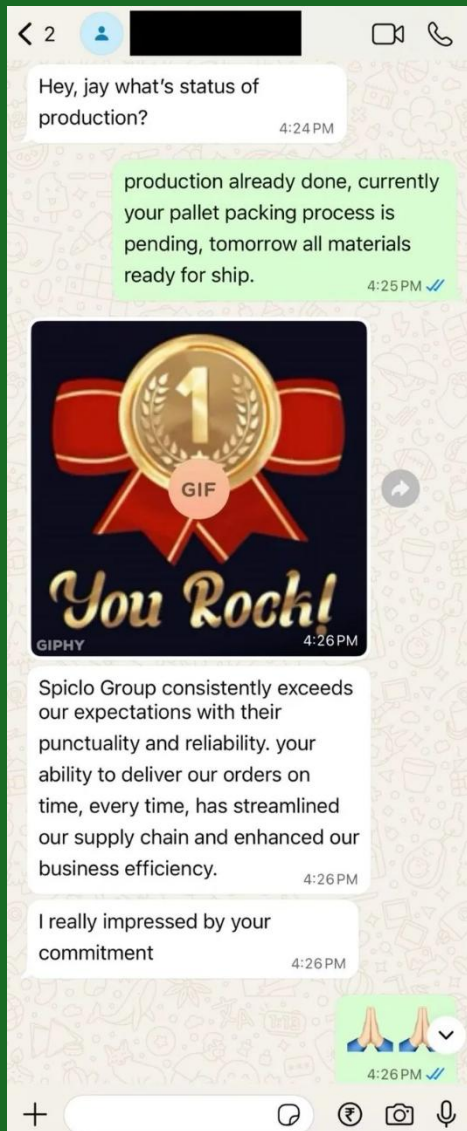 2
Hey, jay what's status of
production?
4:24 PM
production already done, currently
your pallet packing process is
pending, tomorrow all materials
ready for ship.
4:25 PM
1
GIF
You Rock!
GIPHY
4:26 PM
Spiclo Group consistently exceeds
our expectations with their
punctuality and reliability. your
ability to deliver our orders on
time, every time, has streamlined
our supply chain and enhanced our
business efficiency.
4:26 PM
I really impressed by your
commitment
4:26 PM
🙏🏻🙏🏻
4:26 PM
₹